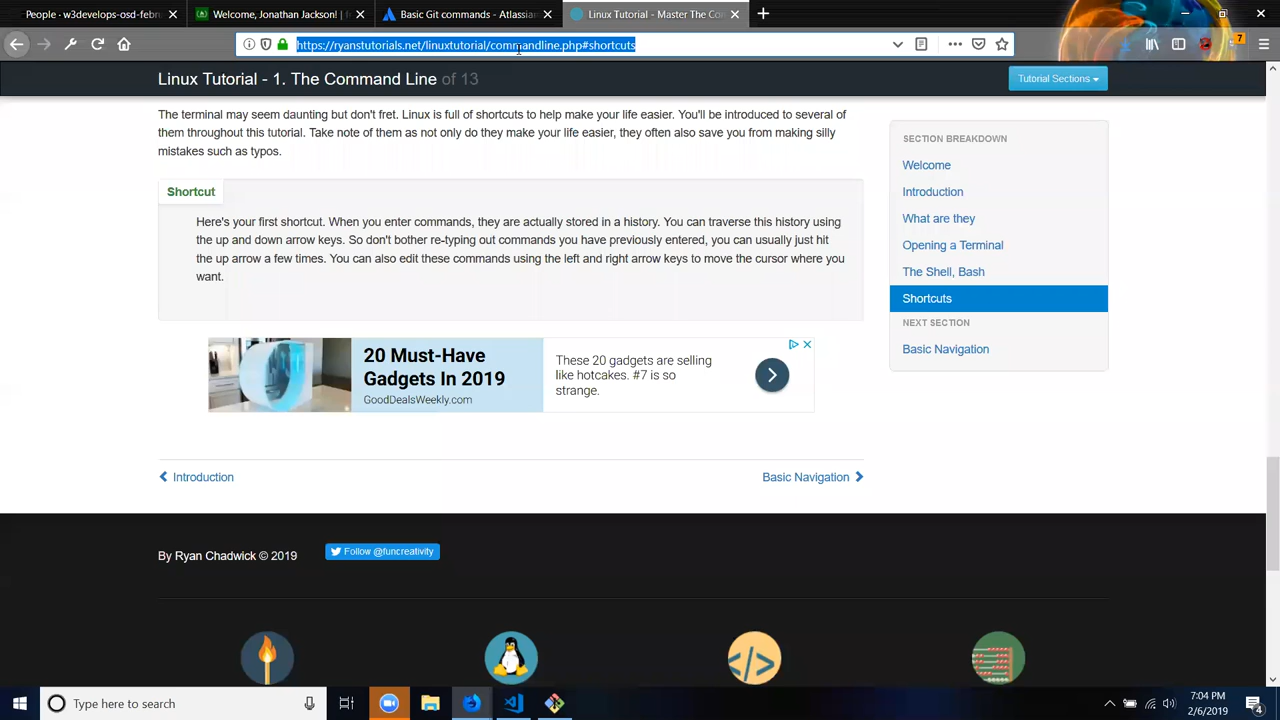 People - w3develops-osd-febru
Welcome, Jonathan Jackson! |
Basic Git commands - Atlassian
Linux Tutorial - Master The Com
https://ryanstutorials.net/linuxtutorial/commandline.php#shortcuts
7
Linux Tutorial - 1. The Command Line of 13
Tutorial Sections
The terminal may seem daunting but don't fret. Linux is full of shortcuts to help make your life easier. You'll be introduced to several of
them throughout this tutorial. Take note of them as not only do they make your life easier, they often also save you from making silly
mistakes such as typos.
Shortcut
Here's your first shortcut. When you enter commands, they are actually stored in a history. You can traverse this history using
the up and down arrow keys. So don't bother re-typing out commands you have previously entered, you can usually just hit
the up arrow a few times. You can also edit these commands using the left and right arrow keys to move the cursor where you
want.
SECTION BREAKDOWN
Welcome
Introduction
What are they
Opening a Terminal
The Shell, Bash
Shortcuts
NEXT SECTION
Basic Navigation
20 Must-Have
Gadgets In 2019
GoodDealsWeekly.com
These 20 gadgets are selling
like hotcakes. #7 is so
strange.
Introduction
Basic Navigation
By Ryan Chadwick © 2019
Follow @funcreativity
</>
Type here to search
7:04 PM
2/6/2019
4